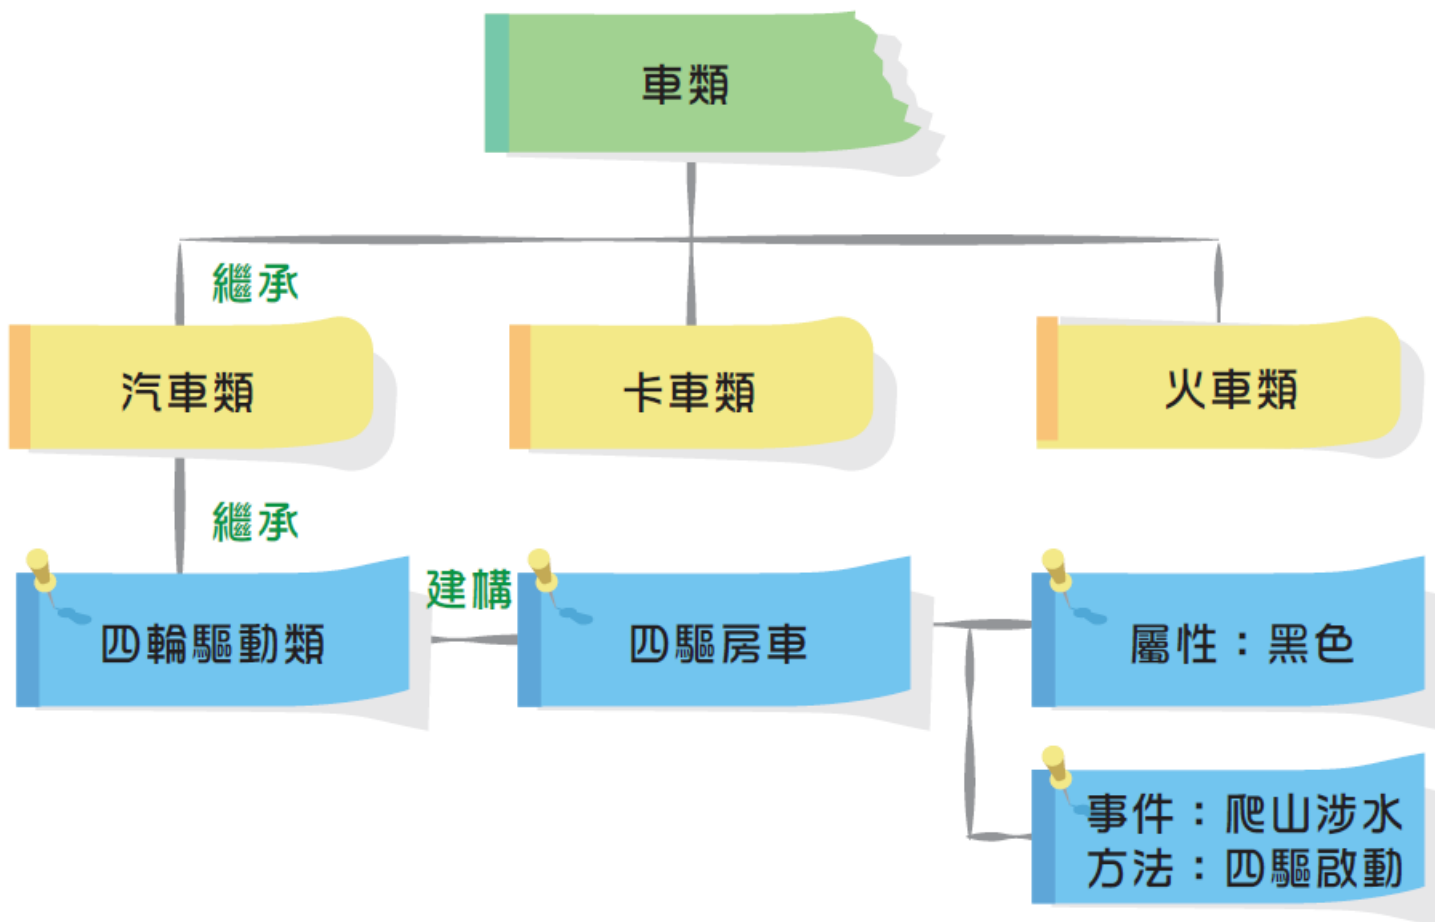 車類
繼承
汽車類
卡車類
火車類
繼承
建構
四輪驅動類
四驅房車
屬性：黑色
事件：爬山涉水
方法：四驅啟動